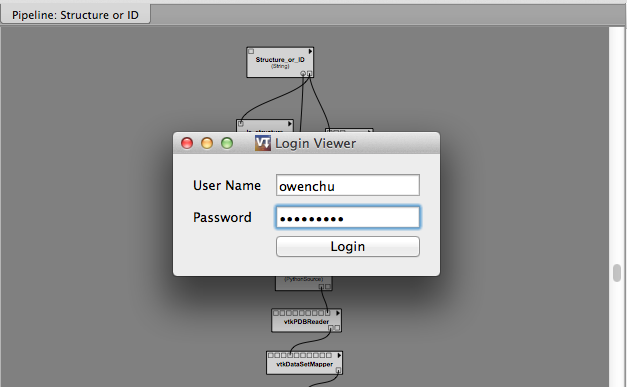 Pipeline: Structure or ID
Structure_or_ID
(String)
VT Login Viewer
User Name owenchu
Password •••••••••
Login
(PythonSource)
vtkPDBReader
vtkDataSetMapper